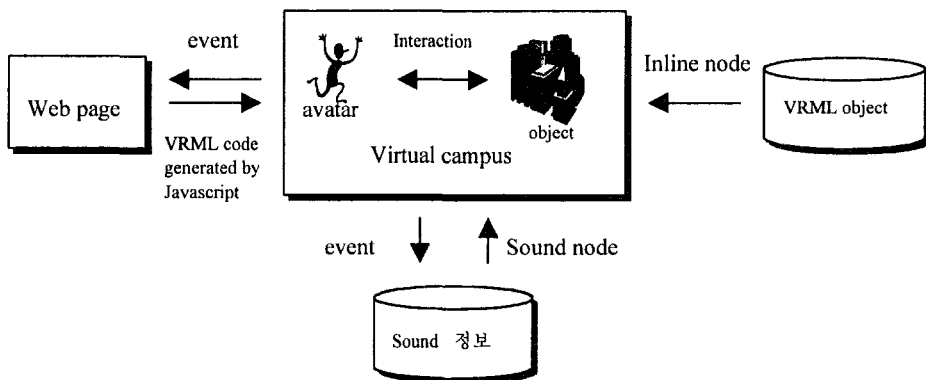 event
Interaction
Inline node
Web page
avatar
object
VRML object
VRML code
generated by
Javascript
Virtual campus
event
Sound node
Sound 정보